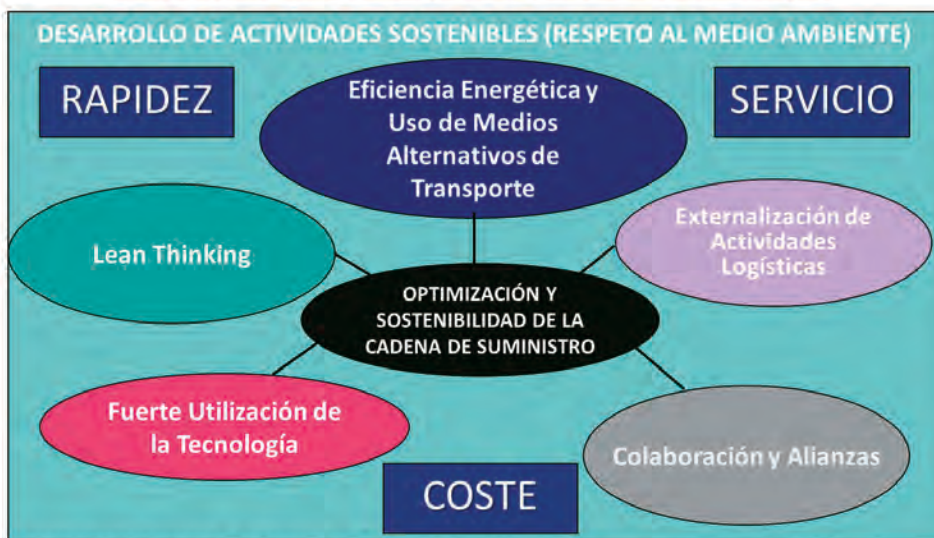 DESARROLLO DE ACTIVIDADES SOSTENIBLES (RESPETO AL MEDIO AMBIENTE)
RAPIDEZ
Eficiencia Energética y
Uso de Medios
Alternativos de
Transporte
SERVICIO
Lean Thinking
Externalización de
Actividades
Logísticas
OPTIMIZACIÓN Y
SOSTENIBILIDAD DE LA
CADENA DE SUMINISTRO
Fuerte Utilización de
la Tecnología
Colaboración y Alianzas
COSTE